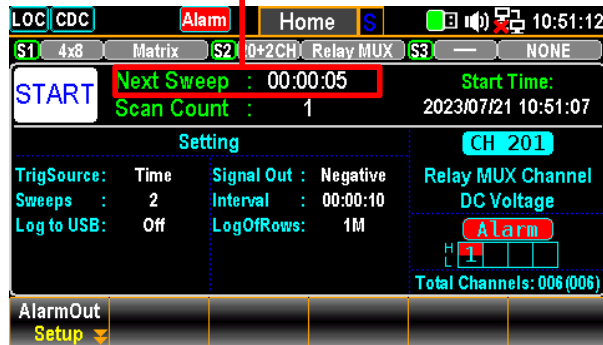 LOC CDC Alarm Home S 10:51:12
S1 4x8 Matrix S2 20+2CH Relay MUX S3 — NONE
START
Next Sweep : 00:00:05
Scan Count : 1
Start Time:
2023/07/21 10:51:07
Setting
TrigSource: Time Signal Out : Negative
Sweeps : 2 Interval : 00:00:10
Log to USB: Off LogOfRows: 1M
CH 201
Relay MUX Channel
DC Voltage
Alarm
H 1
L
Total Channels: 006(006)
AlarmOut
Setup